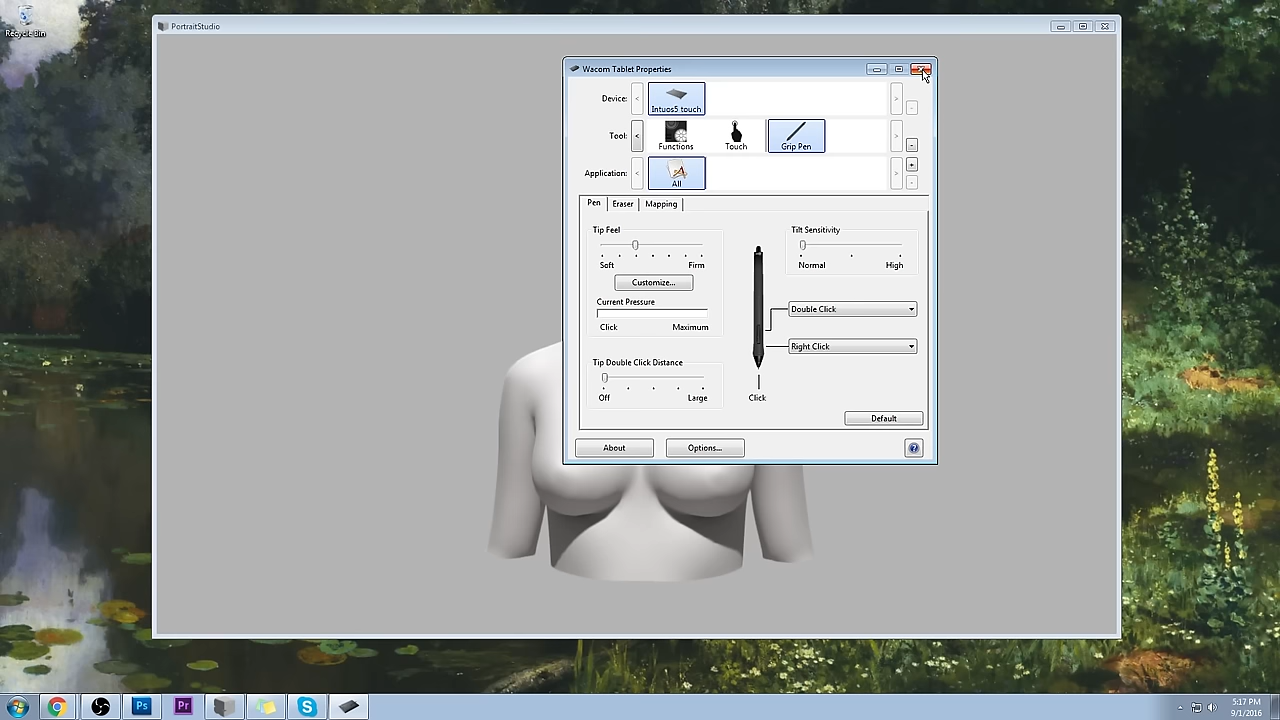 Recycle Bin
PortraitStudio
Wacom Tablet Properties
Device:
Intuos5 touch
Tool:
Functions
Touch
Grip Pen
Application:
All
Pen
Eraser
Mapping
Tip Feel
Soft
Firm
Customize...
Current Pressure
Click
Maximum
Tip Double Click Distance
Off
Large
Tilt Sensitivity
Normal
High
Double Click
Right Click
Click
Default
About
Options...
Ps
Pr
5:17 PM
9/1/2016